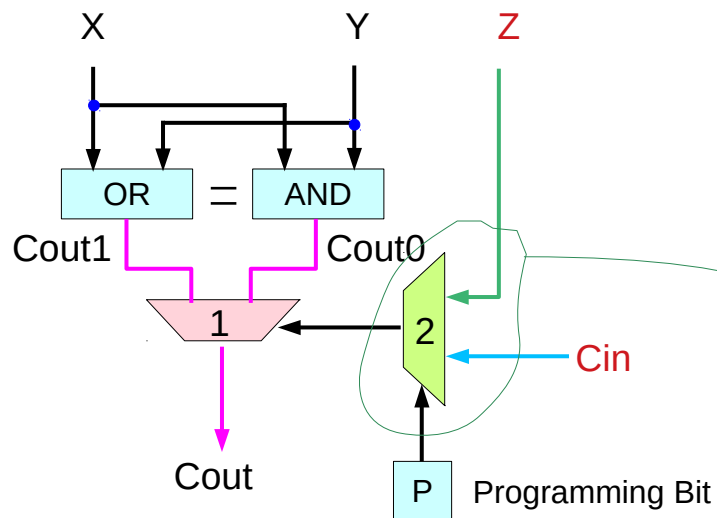 X Y Z
OR = AND
Cout1 Cout0
1 2
Cin
Cout
P Programming Bit